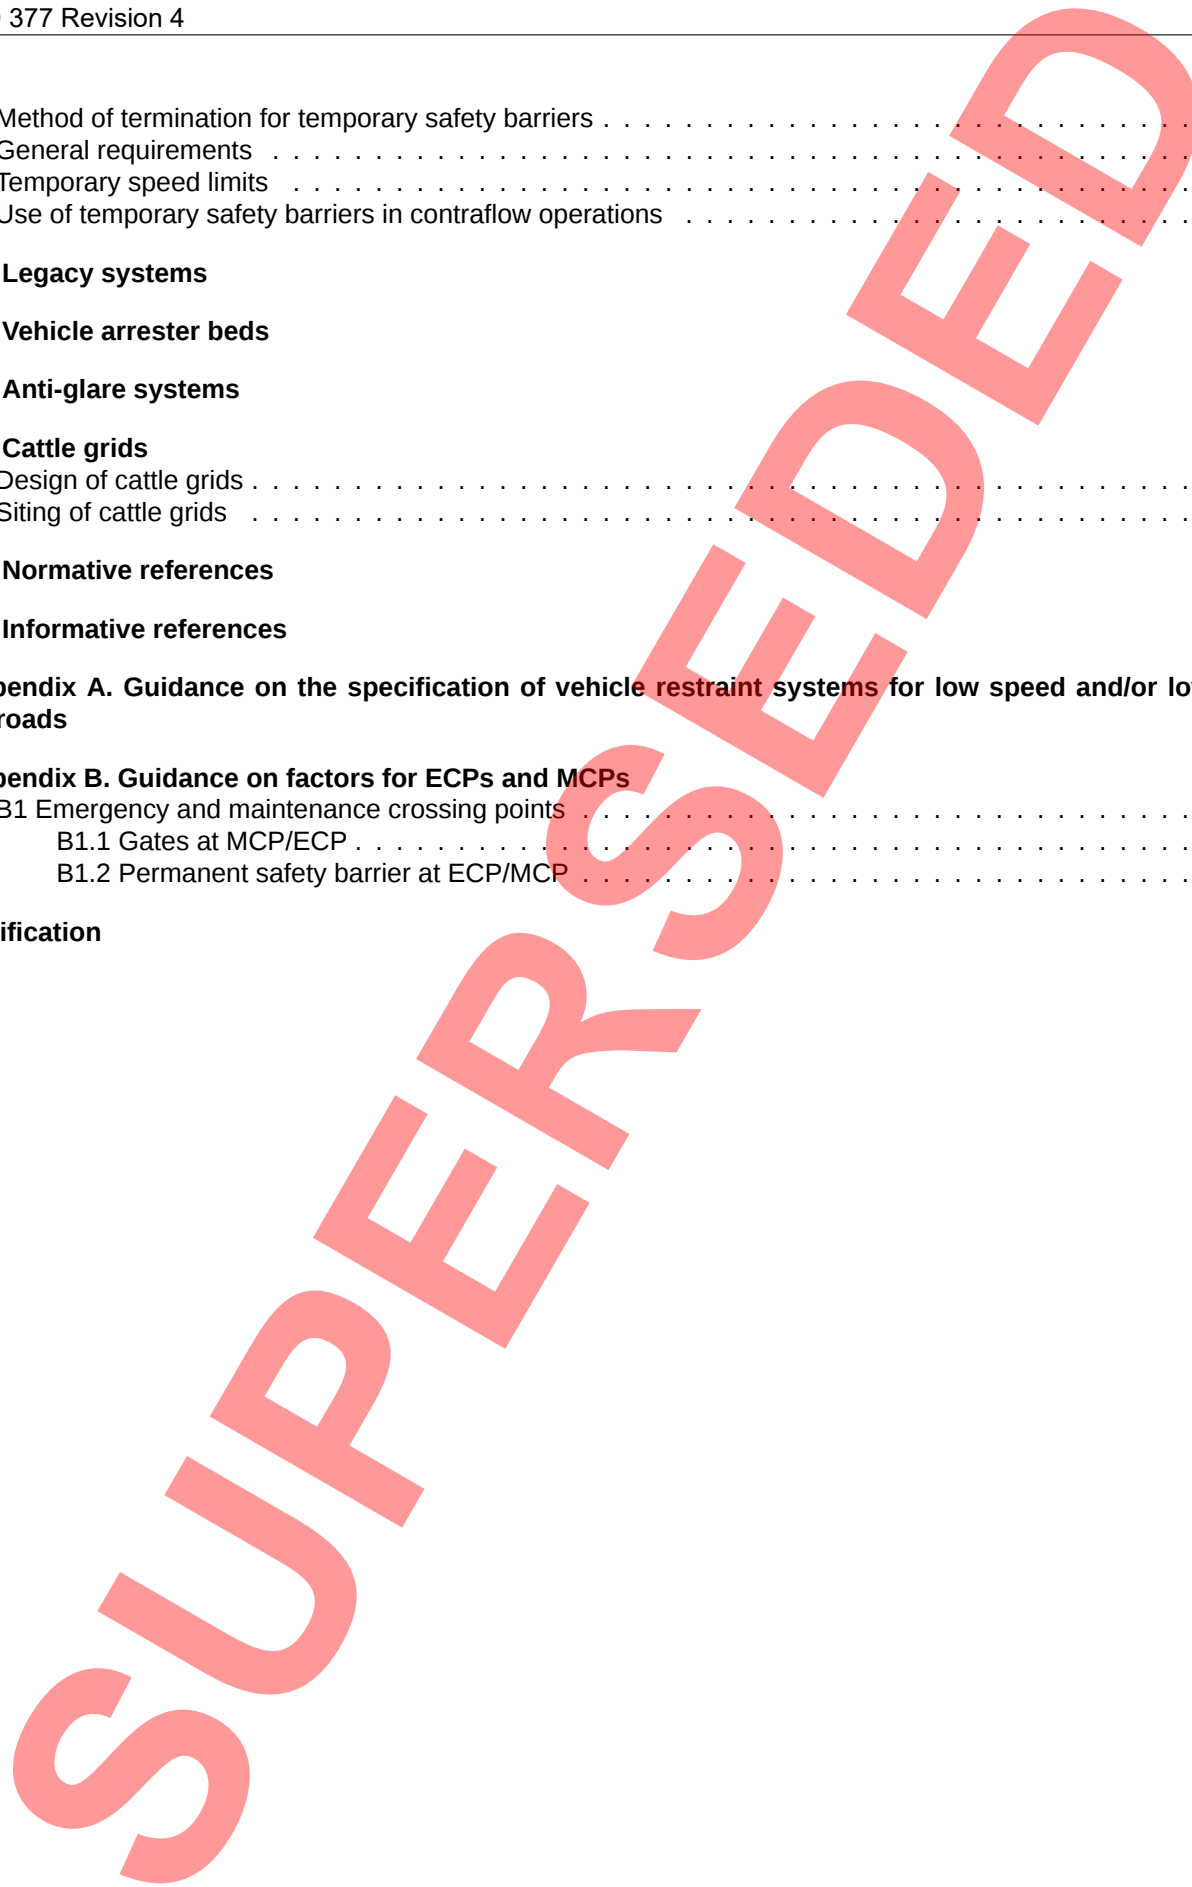 377 Revision 4
Method of termination for temporary safety barriers . . . . . . . . . . . . . . . . . . . . . . . . . . . . .
General requirements . . . . . . . . . . . . . . . . . . . . . . . . . . . . . . . . . . . . . . . . . . . . .
Temporary speed limits . . . . . . . . . . . . . . . . . . . . . . . . . . . . . . . . . . . . . . . . . . . .
Use of temporary safety barriers in contraflow operations . . . . . . . . . . . . . . . . . . . . . . . . .
Legacy systems
Vehicle arrester beds
Anti-glare systems
Cattle grids
Design of cattle grids . . . . . . . . . . . . . . . . . . . . . . . . . . . . . . . . . . . . . . . . . . . . . .
Siting of cattle grids . . . . . . . . . . . . . . . . . . . . . . . . . . . . . . . . . . . . . . . . . . . . . .
Normative references
Informative references
pendix A. Guidance on the specification of vehicle restraint systems for low speed and/or lo
roads
pendix B. Guidance on factors for ECPs and MCPs
B1 Emergency and maintenance crossing points . . . . . . . . . . . . . . . . . . . . . . . . . . . . . .
B1.1 Gates at MCP/ECP . . . . . . . . . . . . . . . . . . . . . . . . . . . . . . . . . . . . . . . . .
B1.2 Permanent safety barrier at ECP/MCP . . . . . . . . . . . . . . . . . . . . . . . . . . . . . .
ification
SUPERSEDED